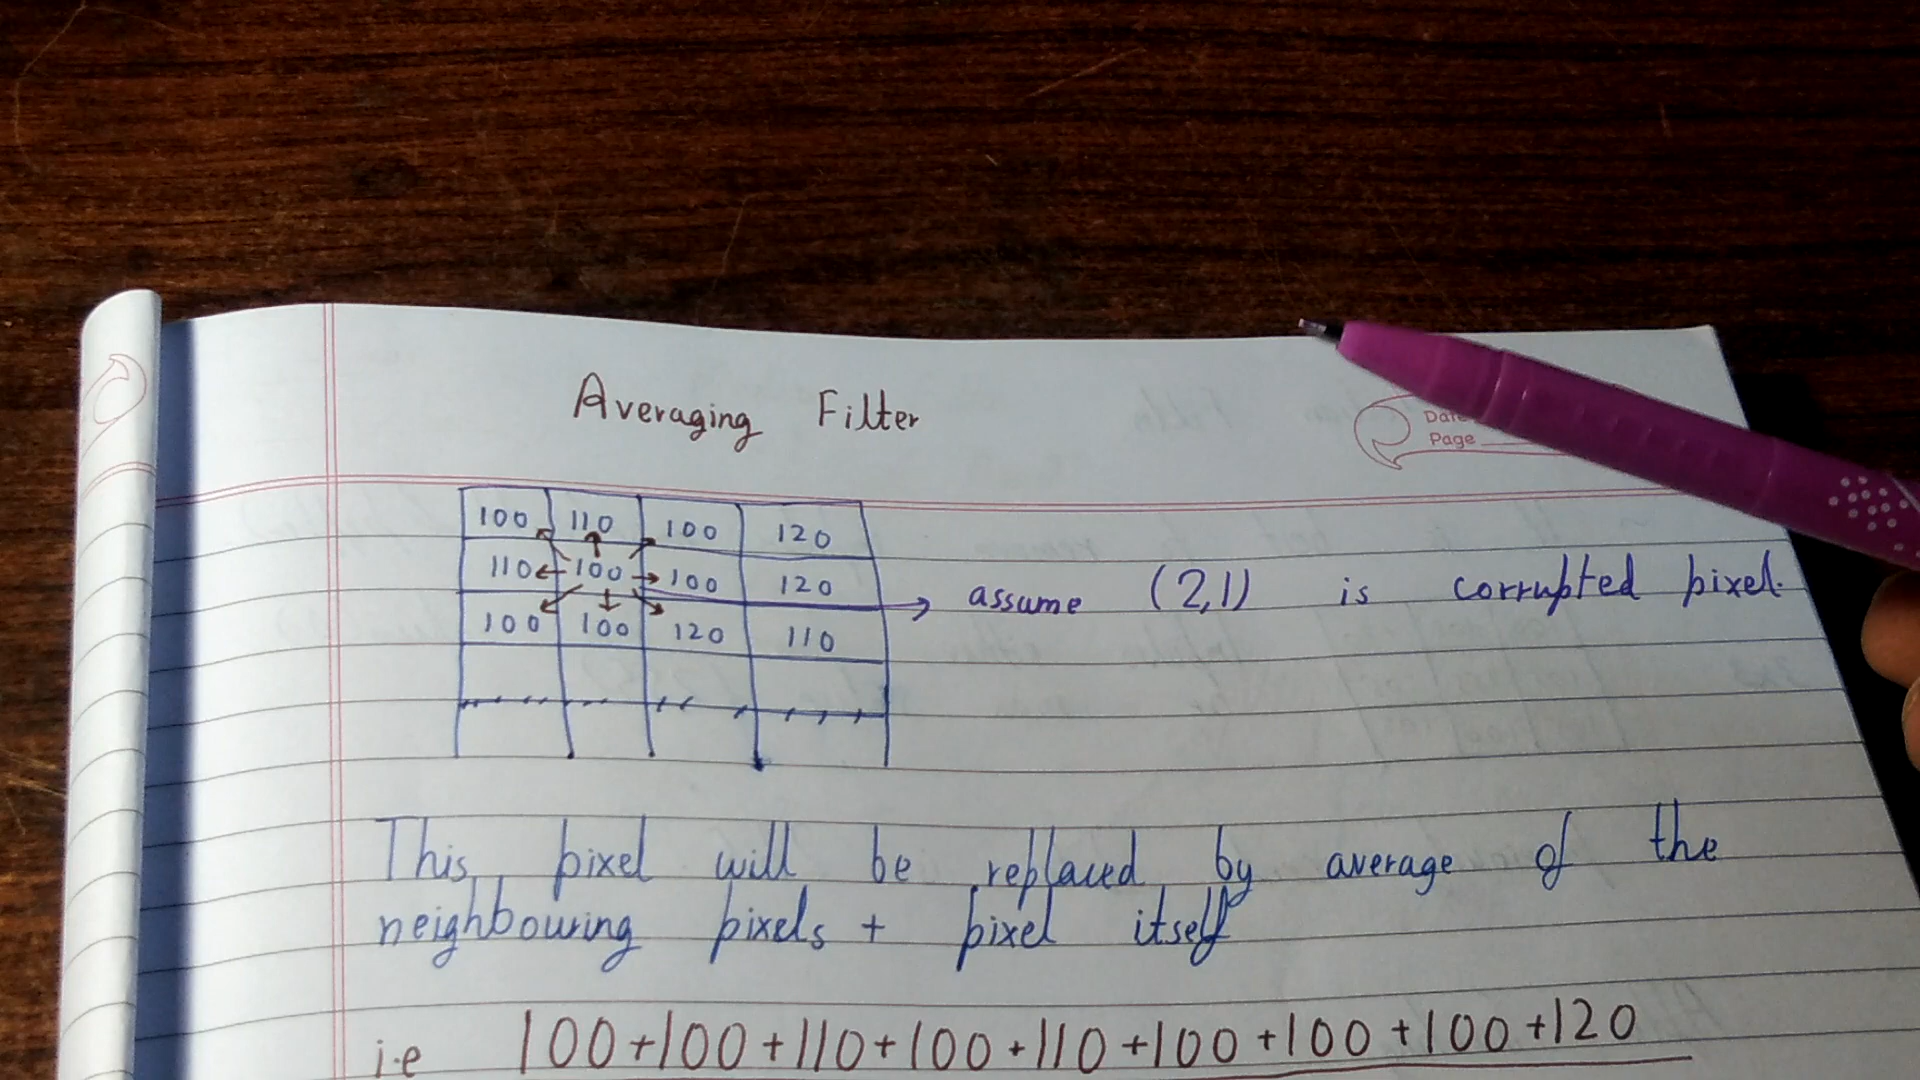 Averaging Filter
Date
Page
100 110 100 120
110 100 100 120
100 100 120 110
assume (2,1) is corrupted pixel.
This pixel will be replaced by average of the
neighbouring pixels + pixel itself
i.e 100+100+110+100+110+100+100+100+120